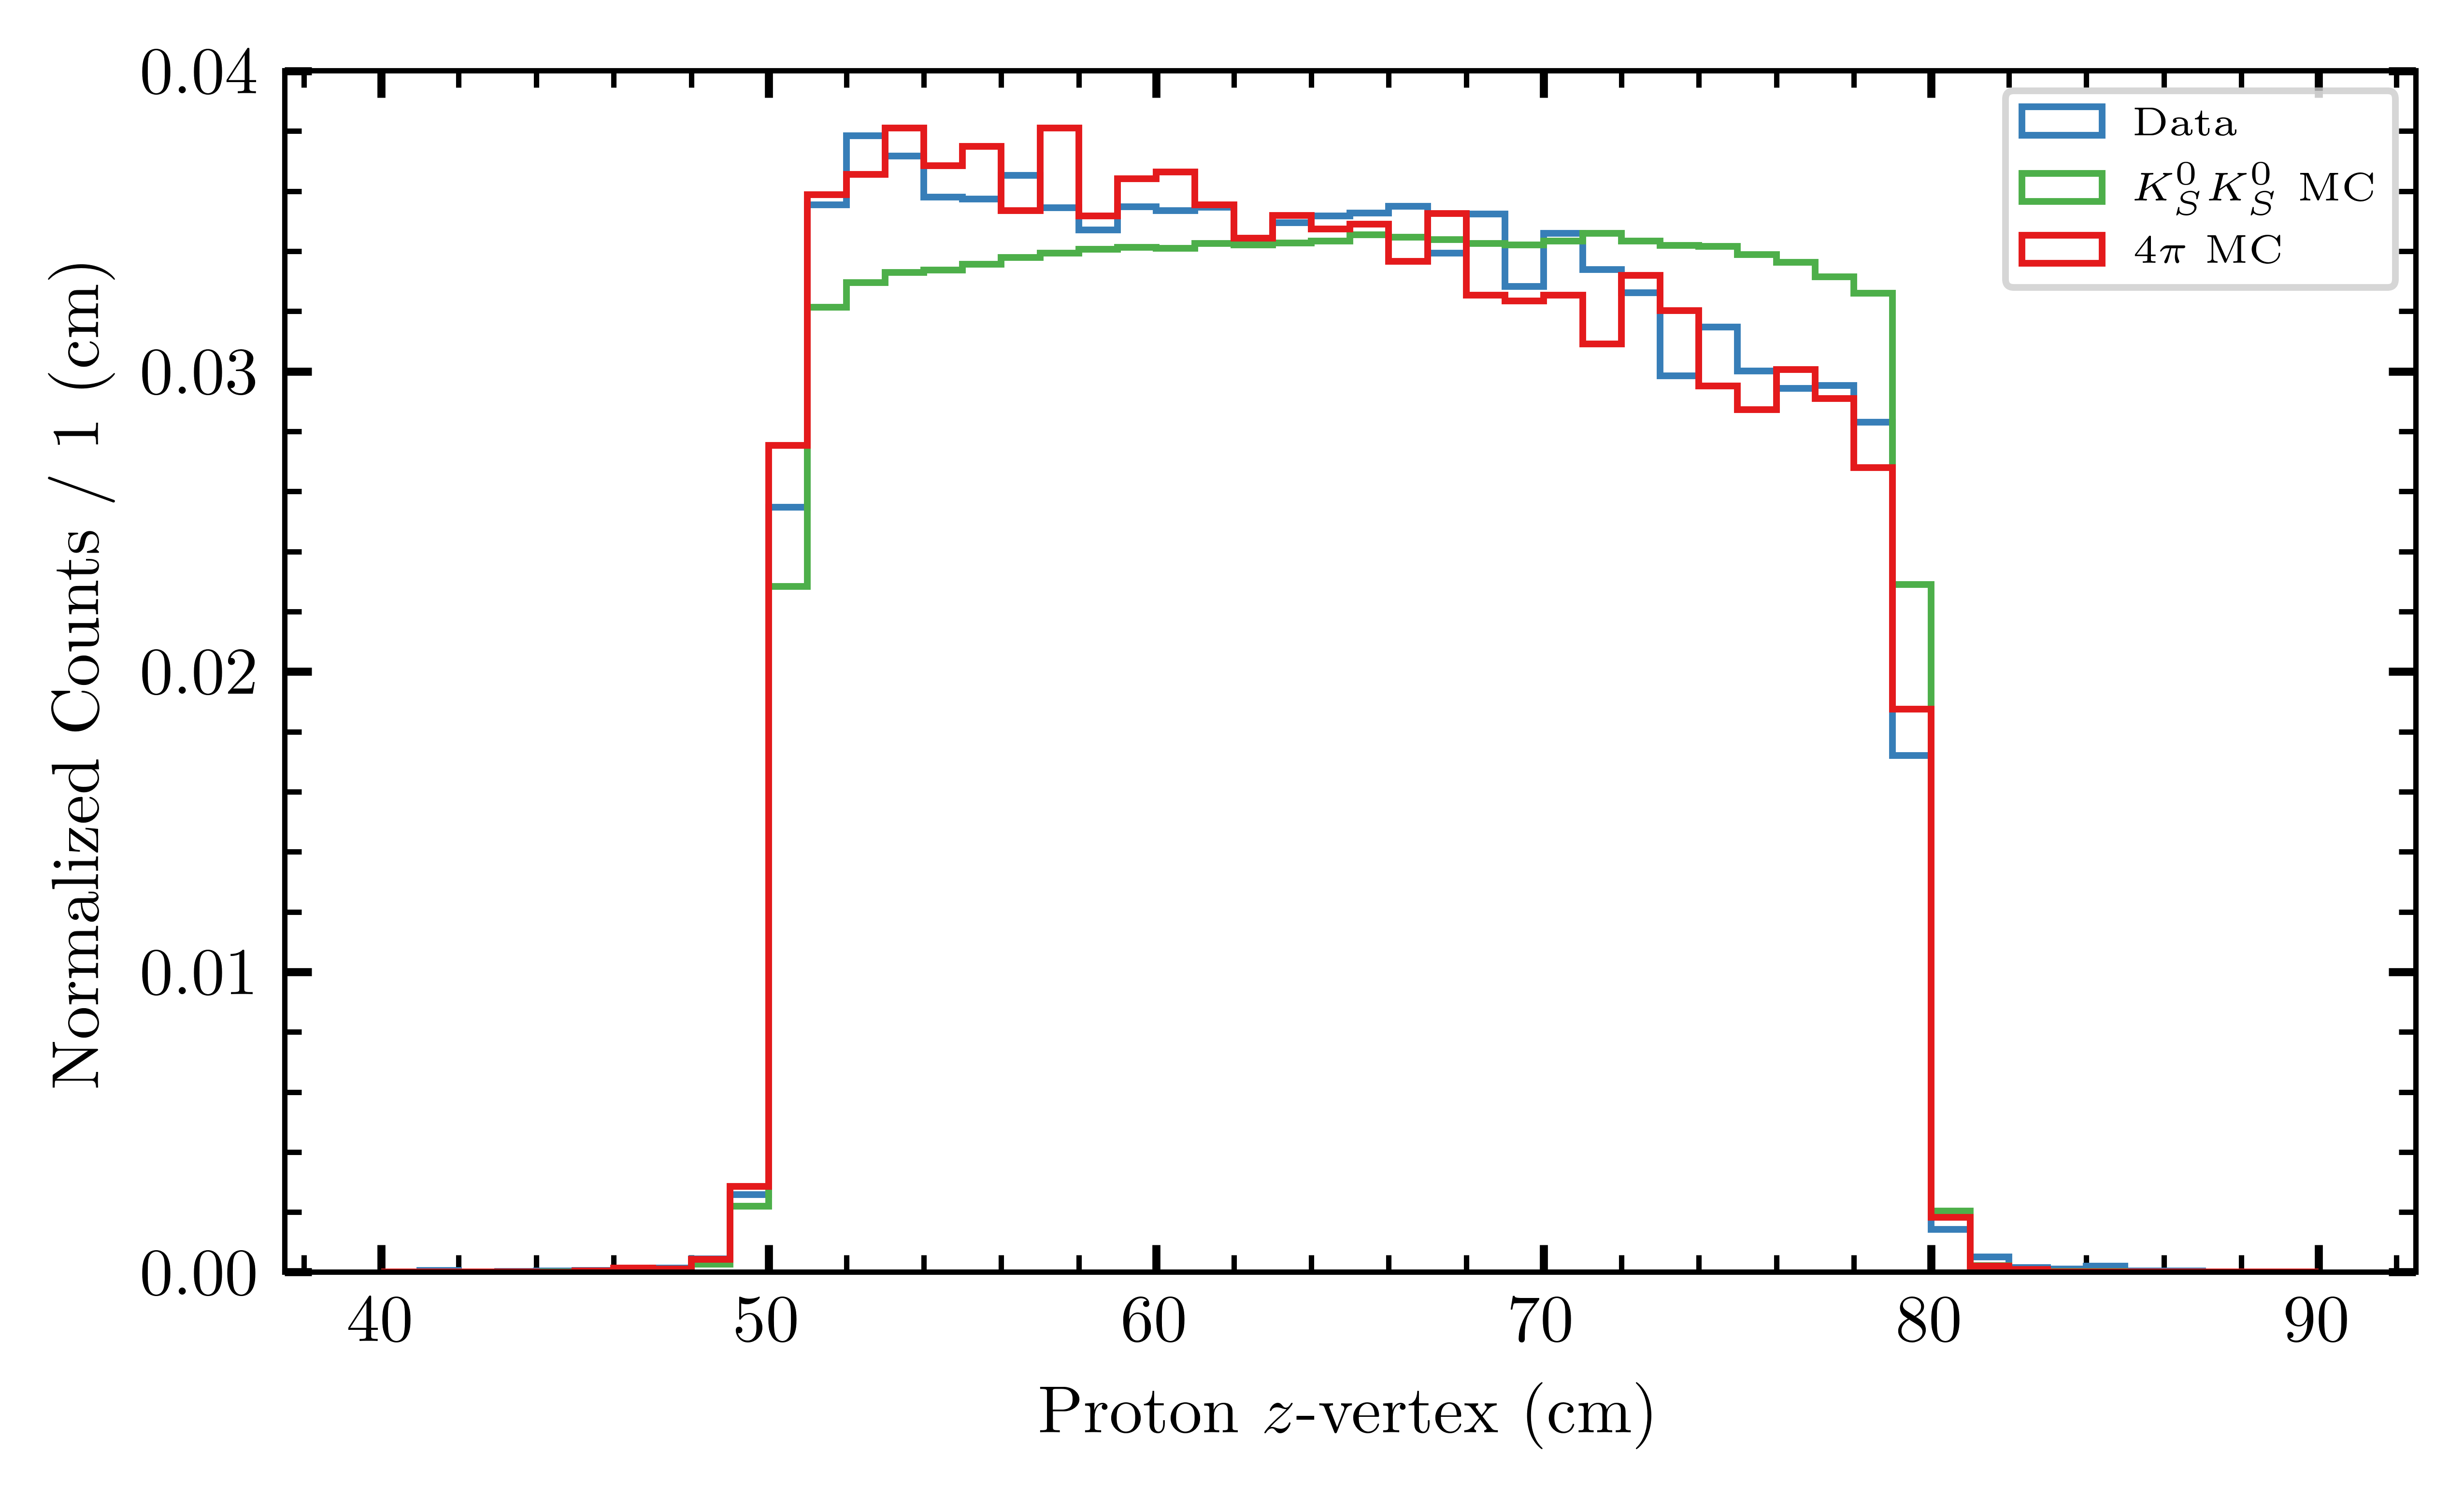 Normalized Counts / 1 (cm)
0.04
0.03
0.02
0.01
0.00
Data
K_S^0 K_S^0 MC
4π MC
40 50 60 70 80 90
Proton z-vertex (cm)